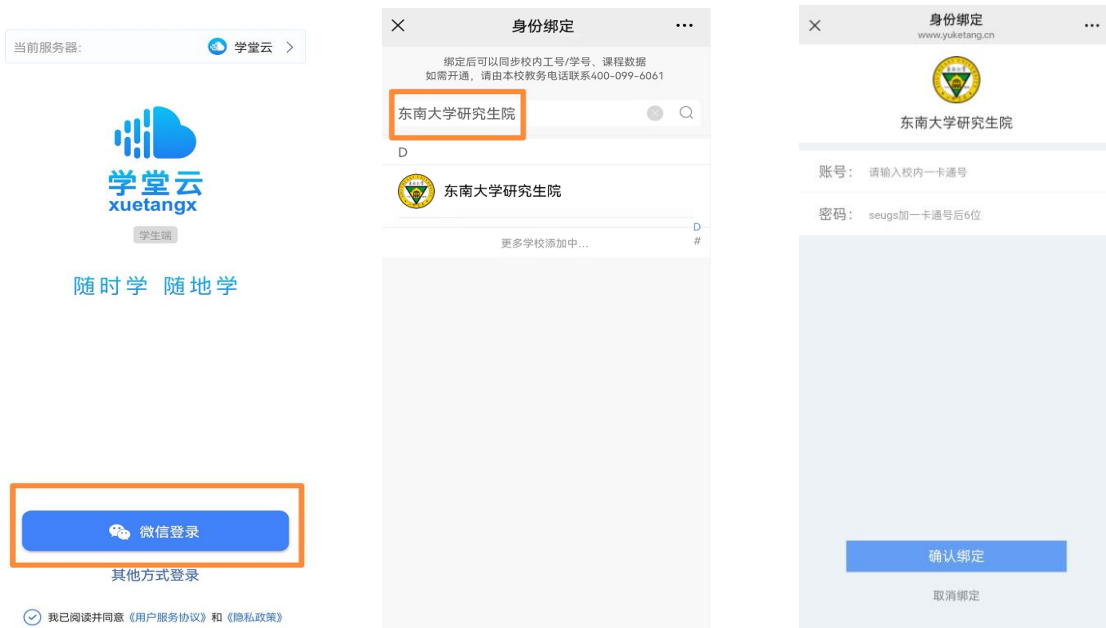 当前服务器:
学堂云
学堂云
xuetangx
学生端
随时学 随地学
微信登录
其他方式登录
我已阅读并同意《用户服务协议》和《隐私政策》
身份绑定
绑定后可以同步校内工号/学号、课程数据
如需开通，请由本校教务电话联系400-099-6061
东南大学研究生院
D
东南大学研究生院
D
更多学校添加中...
#
身份绑定
www.yuketang.cn
东南大学研究生院
账号： 请输入校内一卡通号
密码： seugs加一卡通号后6位
确认绑定
取消绑定